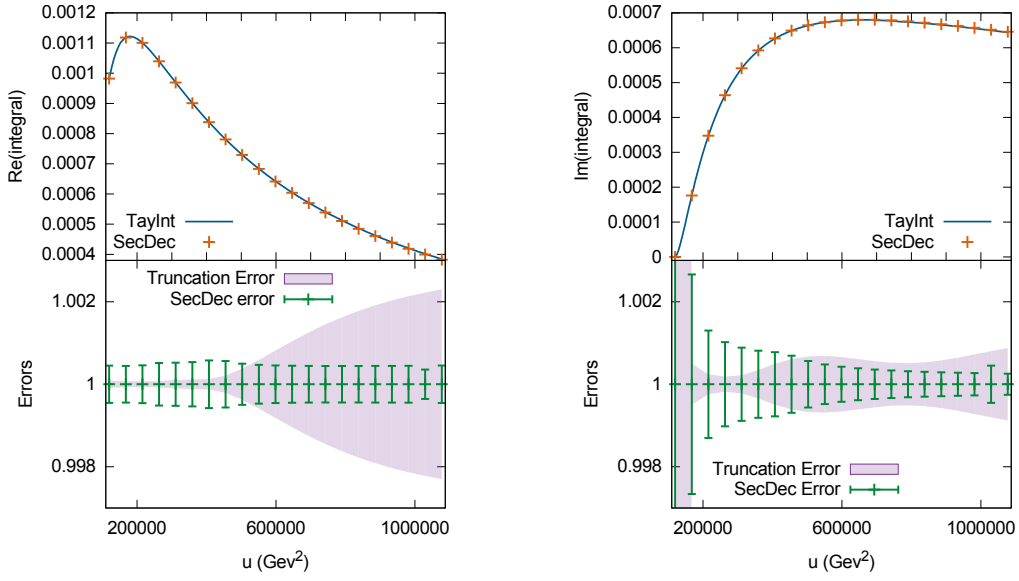 0.0012
0.0011
0.001
0.0009
0.0008
0.0007
0.0006
0.0005
0.0004
Re(integral)
TayInt
SecDec
Truncation Error
SecDec error
1.002
1
0.998
Errors
200000 600000 1000000
u (Gev²)
0.0007
0.0006
0.0005
0.0004
0.0003
0.0002
0.0001
0
Im(integral)
TayInt
SecDec
1.002
1
0.998
Errors
Truncation Error
SecDec Error
200000 600000 1000000
u (Gev²)